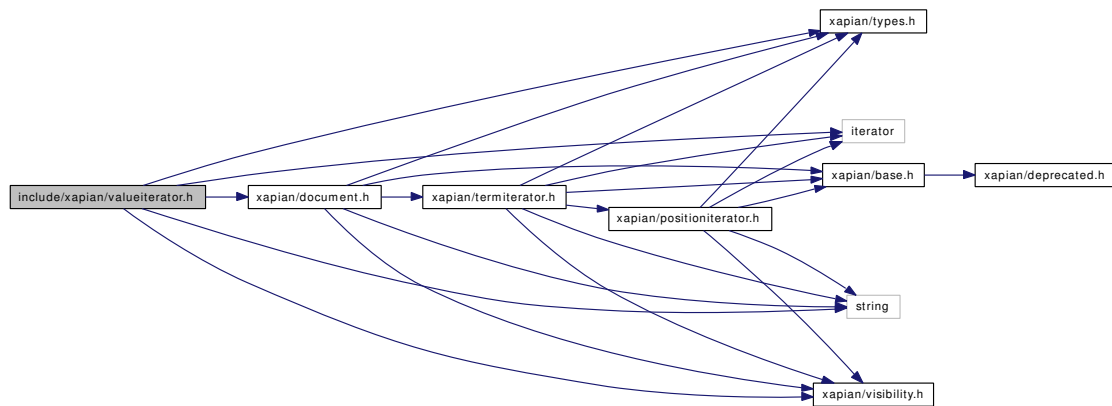 xapian/types.h
iterator
xapian/base.h
xapian/deprecated.h
include/xapian/valueiterator.h
xapian/document.h
xapian/termiterator.h
xapian/positioniterator.h
string
xapian/visibility.h